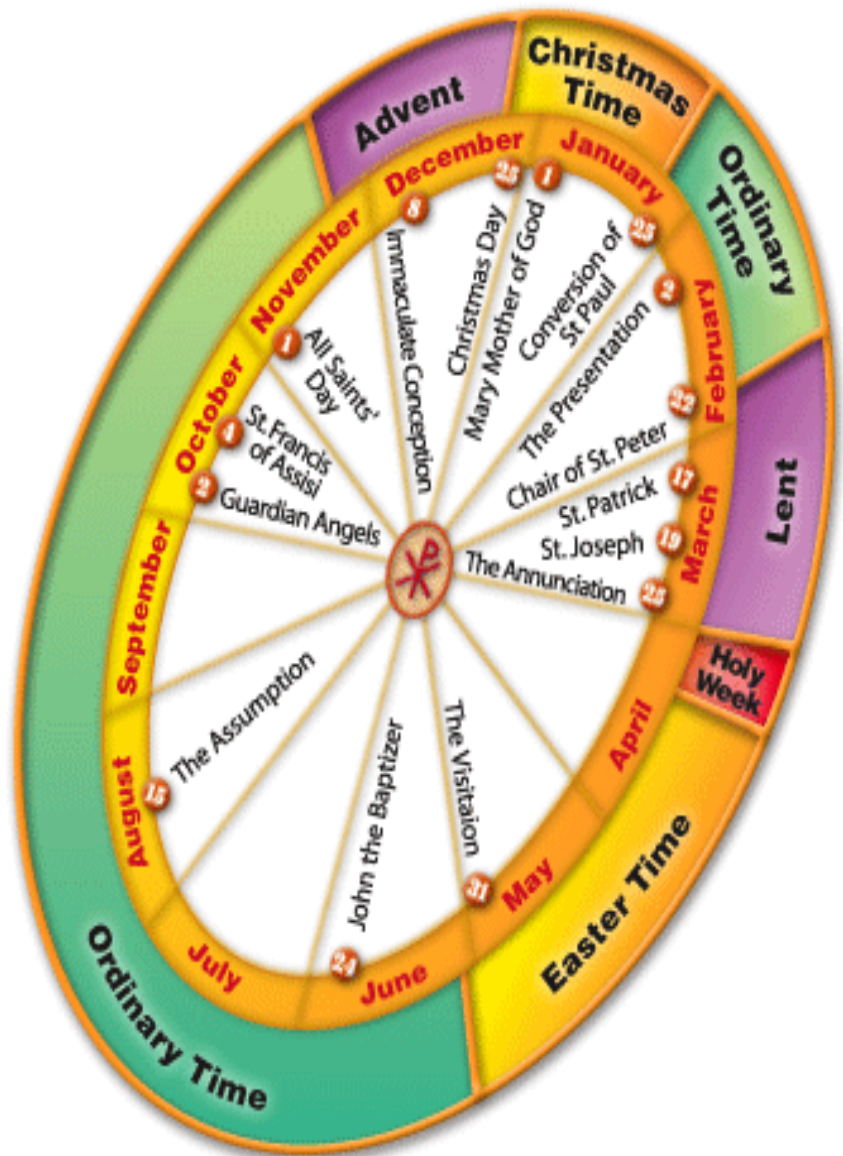 Advent
Christmas
Time
Ordinary
Time
Lent
Holy
Week
Easter Time
Ordinary Time
December
January
February
March
April
May
June
July
August
September
October
November
8
Immaculate Conception
25
Christmas Day
1
Mary Mother of God
25
Conversion of
St Paul
2
The Presentation
22
Chair of St. Peter
17
St. Patrick
19
St. Joseph
25
The Annunciation
31
The Visitaion
24
John the Baptizer
15
The Assumption
2
Guardian Angels
4
St. Francis
of Assisi
1
All Saints'
Day